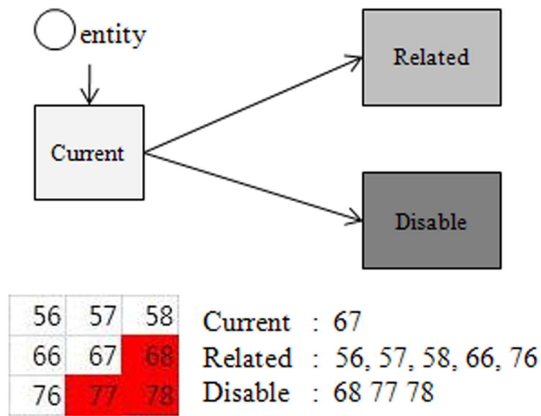 entity
Related
Current
Disable
56 57 58
66 67 68
76 77 78
Current : 67
Related : 56, 57, 58, 66, 76
Disable : 68 77 78